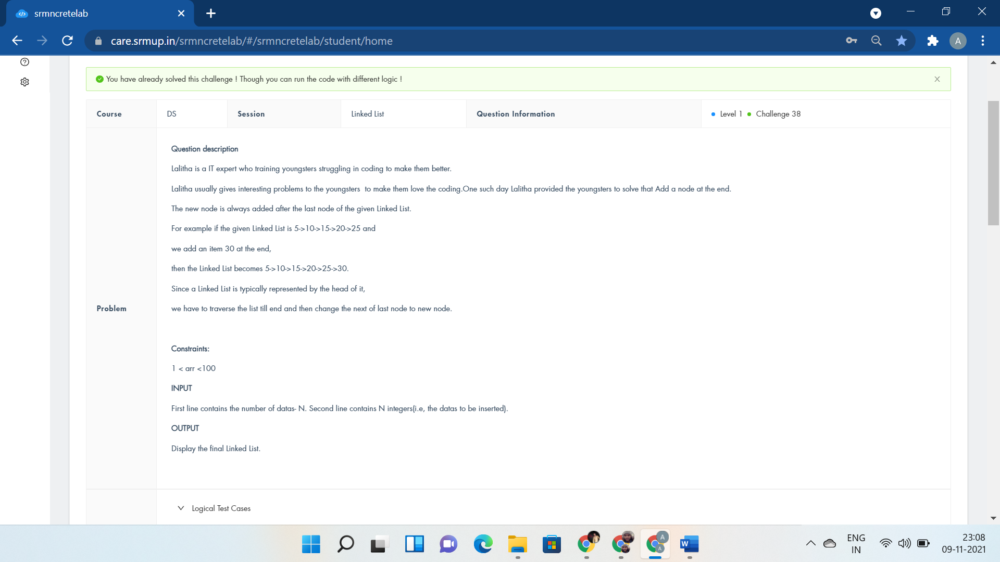 srmncretelab
care.srmup.in/srmncretelab/#/srmncretelab/student/home
A
You have already solved this challenge ! Though you can run the code with different logic !
Course DS Session Linked List Question Information Level 1 Challenge 38
Problem
Question description
Lalitha is a IT expert who training youngsters struggling in coding to make them better.
Lalitha usually gives interesting problems to the youngsters  to make them love the coding.One such day Lalitha provided the youngsters to solve that Add a node at the end.
The new node is always added after the last node of the given Linked List.
For example if the given Linked List is 5->10->15->20->25 and
we add an item 30 at the end,
then the Linked List becomes 5->10->15->20->25->30.
Since a Linked List is typically represented by the head of it,
we have to traverse the list till end and then change the next of last node to new node.
Constraints:
1 < arr <100
INPUT
First line contains the number of datas- N. Second line contains N integers(i.e, the datas to be inserted).
OUTPUT
Display the final Linked List.
Logical Test Cases
A
A
W
ENG
IN
23:08
09-11-2021